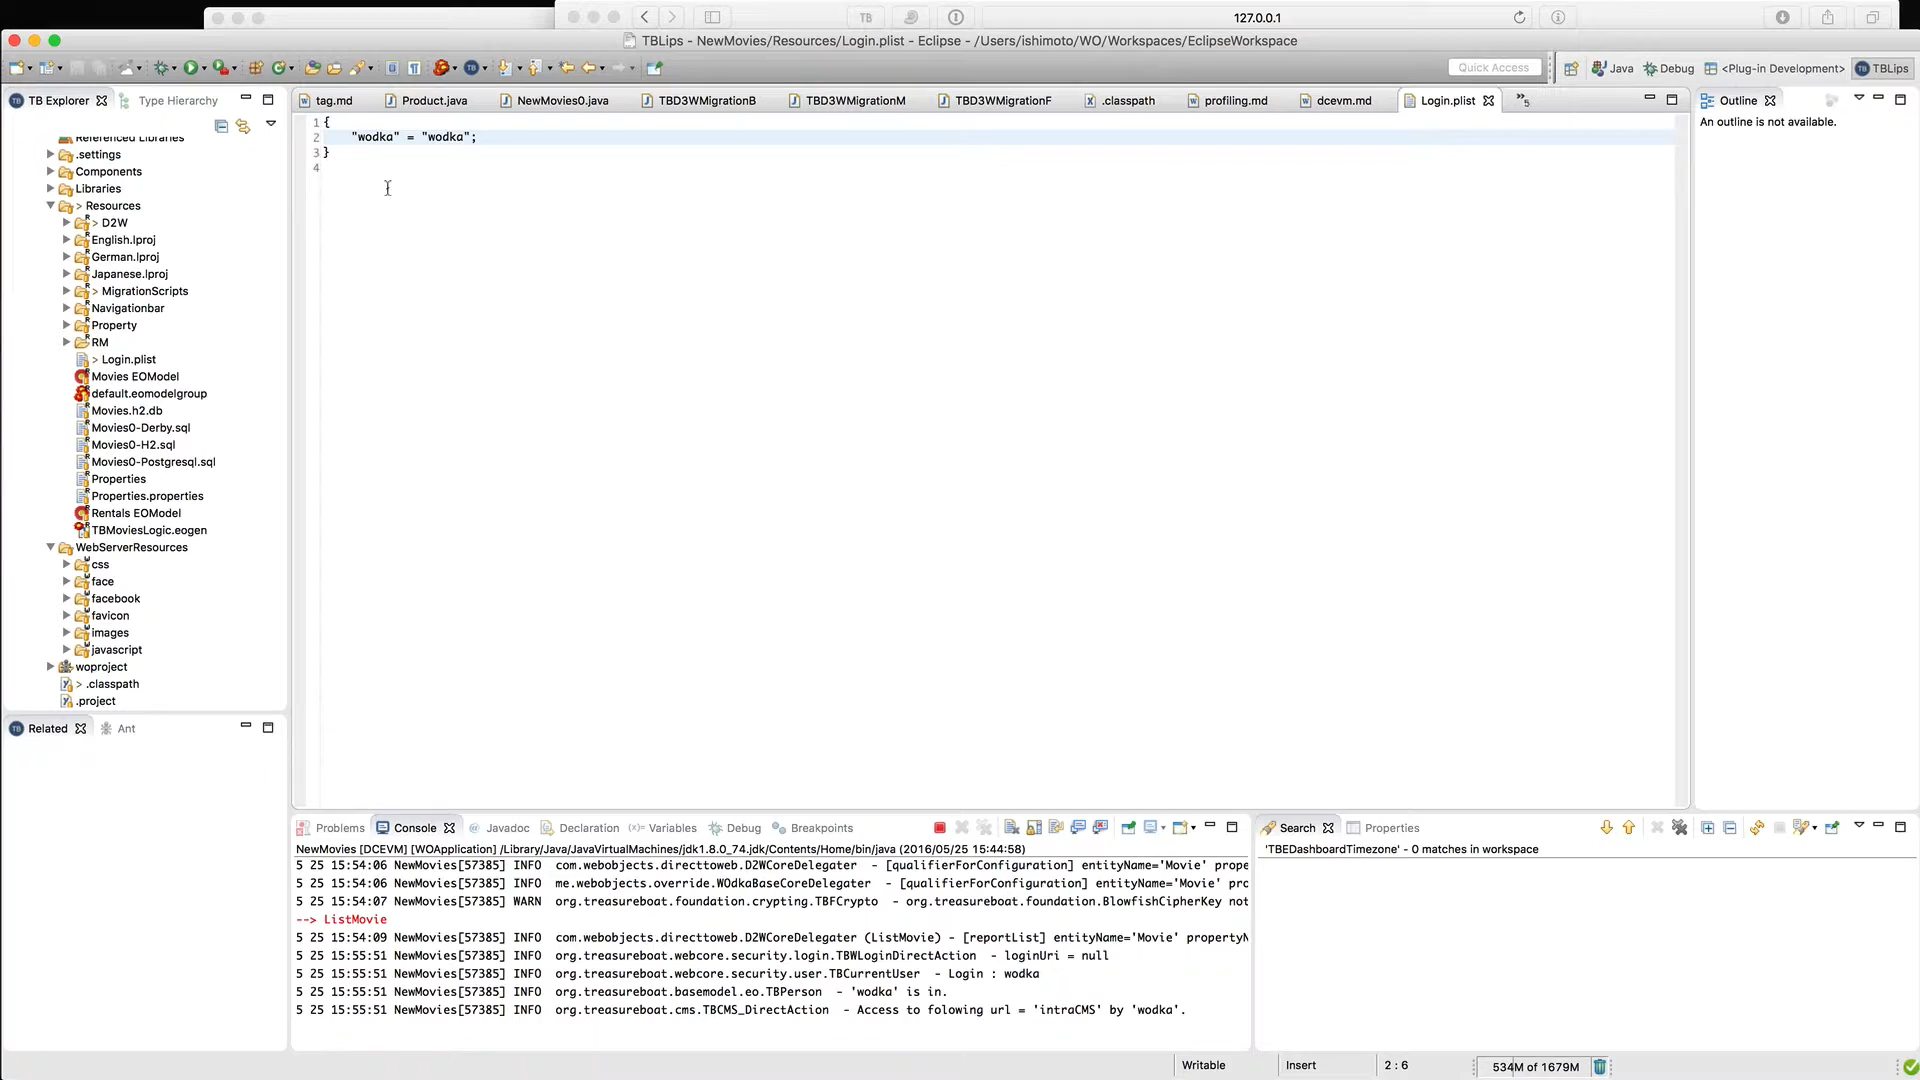 TB
127.0.0.1
TBLips - NewMovies/Resources/Login.plist - Eclipse - /Users/ishimoto/WO/Workspaces/EclipseWorkspace
Quick Access
Java
Debug
<Plug-in Development>
TBLips
TB Explorer
Type Hierarchy
tag.md
Product.java
NewMovies0.java
TBD3WMigrationB
TBD3WMigrationM
TBD3WMigrationF
.classpath
profiling.md
dcevm.md
Login.plist
»5
Outline
An outline is not available.
1 {
2 "wodka" = "wodka";
3 }
4
Referenced Libraries
.settings
Components
Libraries
> Resources
> D2W
English.lproj
German.lproj
Japanese.lproj
> MigrationScripts
Navigationbar
Property
RM
> Login.plist
Movies EOModel
default.eomodelgroup
Movies.h2.db
Movies0-Derby.sql
Movies0-H2.sql
Movies0-Postgresql.sql
Properties
Properties.properties
Rentals EOModel
TBMoviesLogic.eogen
WebServerResources
css
face
facebook
favicon
images
javascript
woproject
> .classpath
.project
Related
Ant
Problems
Console
Javadoc
Declaration
(x)= Variables
Debug
Breakpoints
NewMovies [DCEVM] [WOApplication] /Library/Java/JavaVirtualMachines/jdk1.8.0_74.jdk/Contents/Home/bin/java (2016/05/25 15:44:58)
5 25 15:54:06 NewMovies[57385] INFO com.webobjects.directtoweb.D2WCoreDelegater - [qualifierForConfiguration] entityName='Movie' prope
5 25 15:54:06 NewMovies[57385] INFO me.webobjects.override.WOdkaBaseCoreDelegater - [qualifierForConfiguration] entityName='Movie' prc
5 25 15:54:07 NewMovies[57385] WARN org.treasureboat.foundation.crypting.TBFCrypto - org.treasureboat.foundation.BlowfishCipherKey not
--> ListMovie
5 25 15:54:09 NewMovies[57385] INFO com.webobjects.directtoweb.D2WCoreDelegater (ListMovie) - [reportList] entityName='Movie' propertyN
5 25 15:55:51 NewMovies[57385] INFO org.treasureboat.webcore.security.login.TBWLoginDirectAction - loginUri = null
5 25 15:55:51 NewMovies[57385] INFO org.treasureboat.webcore.security.user.TBCurrentUser - Login : wodka
5 25 15:55:51 NewMovies[57385] INFO org.treasureboat.basemodel.eo.TBPerson - 'wodka' is in.
5 25 15:55:51 NewMovies[57385] INFO org.treasureboat.cms.TBCMS_DirectAction - Access to folowing url = 'intraCMS' by 'wodka'.
Search
Properties
'TBEDashboardTimezone' - 0 matches in workspace
Writable
Insert
2 : 6
534M of 1679M